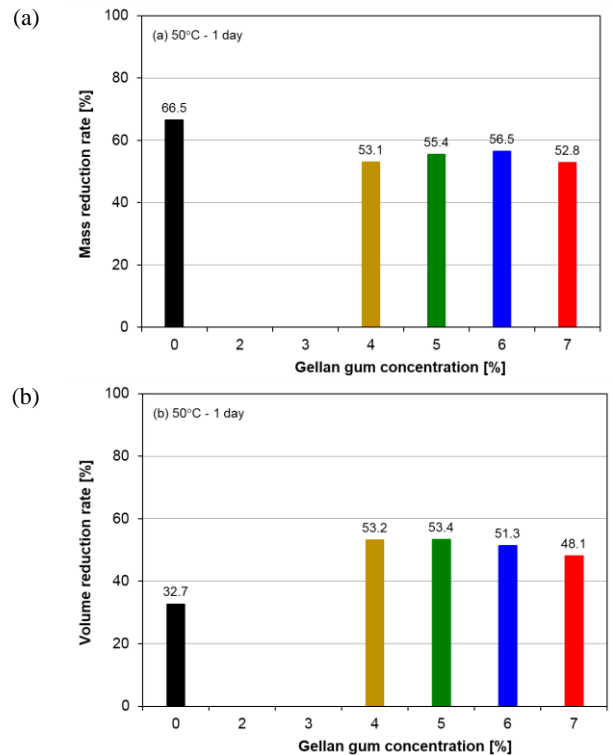 (a)
(a) 50°C - 1 day
Mass reduction rate [%]
100
80
60
40
20
0
66.5
53.1
55.4
56.5
52.8
0 2 3 4 5 6 7
Gellan gum concentration [%]
(b)
(b) 50°C - 1 day
Volume reduction rate [%]
100
80
60
40
20
0
32.7
53.2
53.4
51.3
48.1
0 2 3 4 5 6 7
Gellan gum concentration [%]